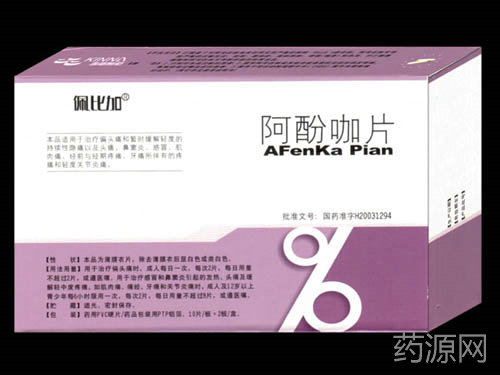 佩比加®
本品适用于治疗偏头痛和暂时缓解轻度的
持续性隐痛以及头痛、鼻窦炎、感冒、肌
肉痛、经前与经期疼痛、牙痛所伴有的疼
痛和轻度关节炎痛。
阿酚咖片
AFenKa Pian
批准文号：国药准字H20031294
【性 状】本品为薄膜衣片，除去薄膜衣后显白色或类白色。
【用法用量】用于治疗偏头痛时，成人每日一次，每次2片，每日用量不
超过2片，或遵医嘱。用于治疗感冒和鼻窦炎引起的发热、头痛及缓
解轻中度疼痛，如肌肉痛、痛经、牙痛和关节炎痛时，成人及12岁以上
青少年每6小时服用一次，每次2片，每日用量不超过8片，或遵医嘱。
【贮 藏】遮光，密封保存。
【包 装】药用PVC硬片/药品包装用PTP铝箔，10片/板×2板/盒。
药源网